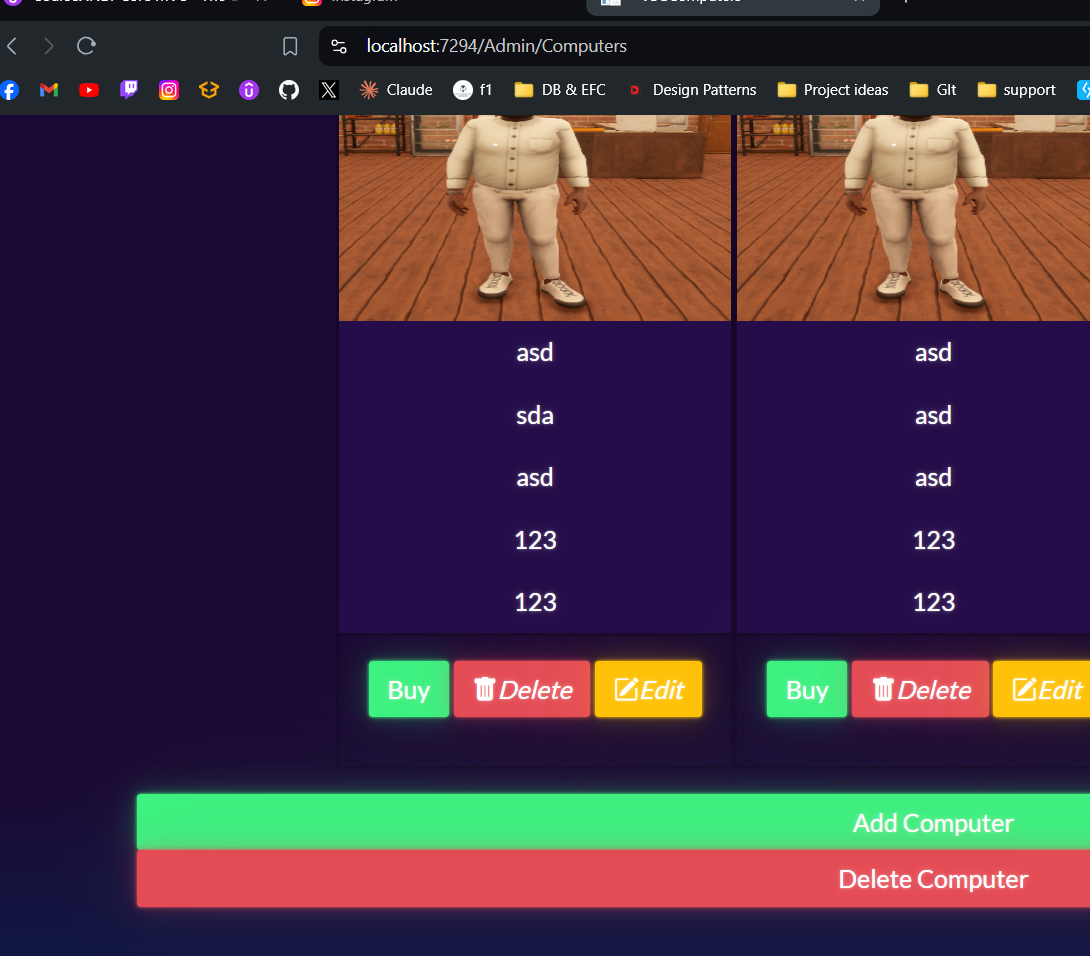 localhost:7294/Admin/Computers
Claude f1 DB & EFC Design Patterns Project ideas GIt support
asd asd
sda asd
asd asd
123 123
123 123
Buy Delete Edit Buy Delete Edit
Add Computer
Delete Computer